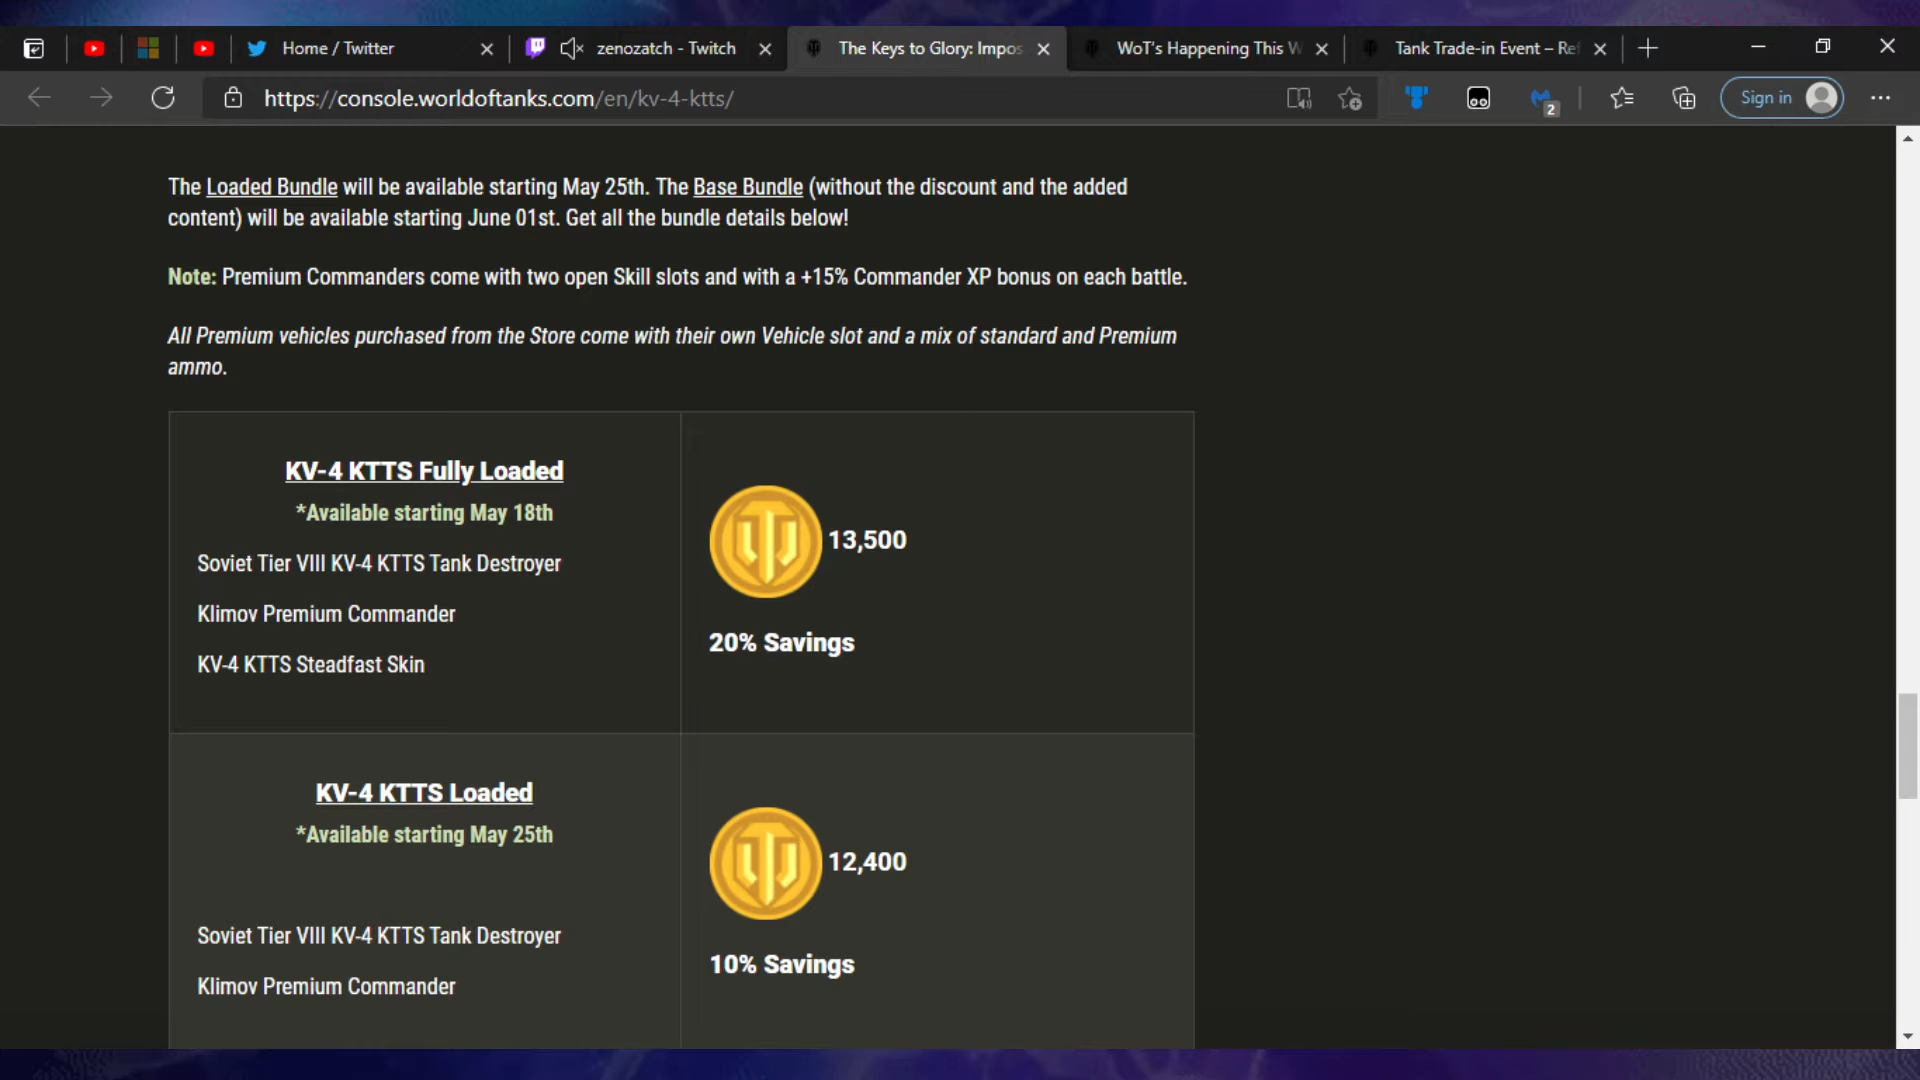 Home / Twitter
zenozatch - Twitch
The Keys to Glory: Impos
WoT's Happening This W
Tank Trade-in Event – Re
https://console.worldoftanks.com/en/kv-4-ktts/
2
Sign in
The Loaded Bundle will be available starting May 25th. The Base Bundle (without the discount and the added
content) will be available starting June 01st. Get all the bundle details below!
Note: Premium Commanders come with two open Skill slots and with a +15% Commander XP bonus on each battle.
All Premium vehicles purchased from the Store come with their own Vehicle slot and a mix of standard and Premium
ammo.
KV-4 KTTS Fully Loaded
*Available starting May 18th
Soviet Tier VIII KV-4 KTTS Tank Destroyer
Klimov Premium Commander
KV-4 KTTS Steadfast Skin
13,500
20% Savings
KV-4 KTTS Loaded
*Available starting May 25th
Soviet Tier VIII KV-4 KTTS Tank Destroyer
Klimov Premium Commander
12,400
10% Savings